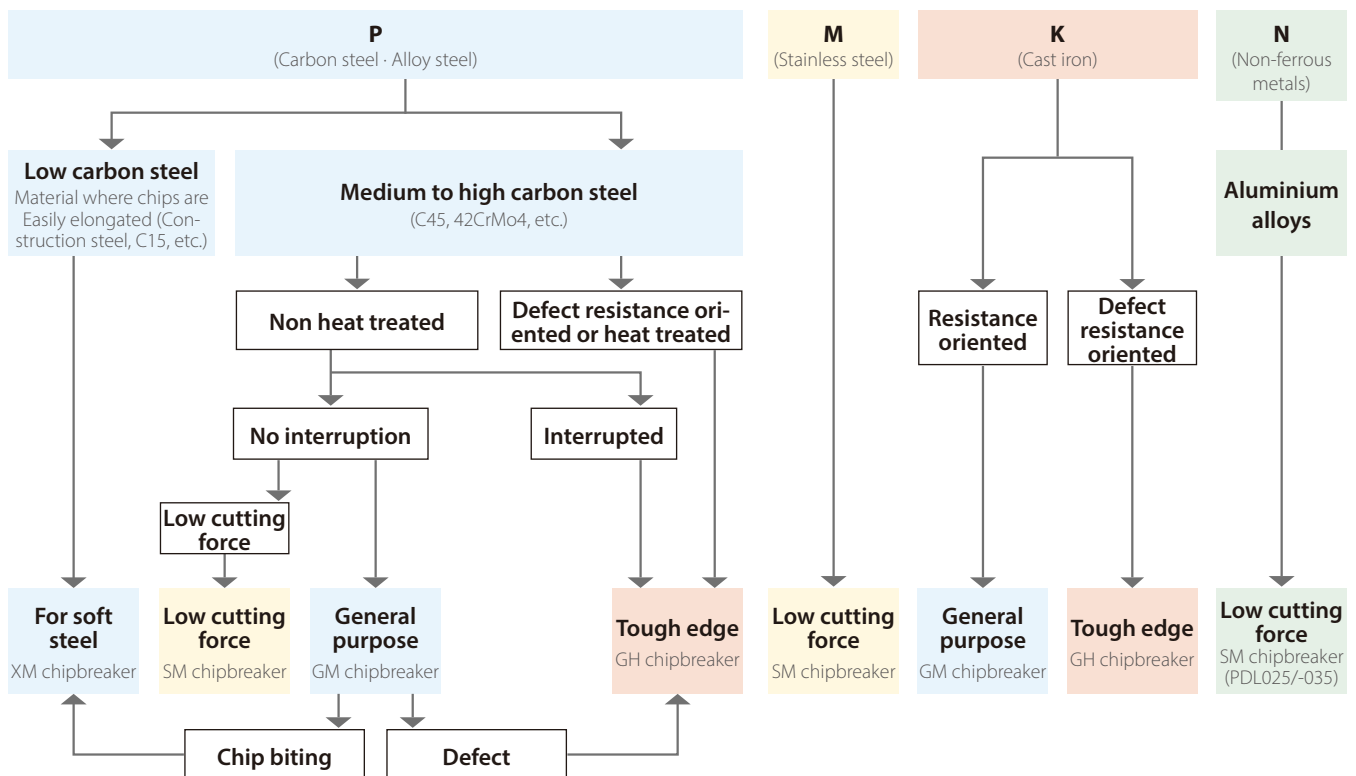 P
(Carbon steel · Alloy steel)
M
(Stainless steel)
K
(Cast iron)
N
(Non-ferrous
metals)
Low carbon steel
Material where chips are
Easily elongated (Con-
struction steel, C15, etc.)
Medium to high carbon steel
(C45, 42CrMo4, etc.)
Aluminium
alloys
Non heat treated
Defect resistance ori-
ented or heat treated
Resistance
oriented
Defect
resistance
oriented
No interruption
Interrupted
Low cutting
force
For soft
steel
XM chipbreaker
Low cutting
force
SM chipbreaker
General
purpose
GM chipbreaker
Tough edge
GH chipbreaker
Low cutting
force
SM chipbreaker
General
purpose
GM chipbreaker
Tough edge
GH chipbreaker
Low cutting
force
SM chipbreaker
(PDL025/-035)
Chip biting
Defect